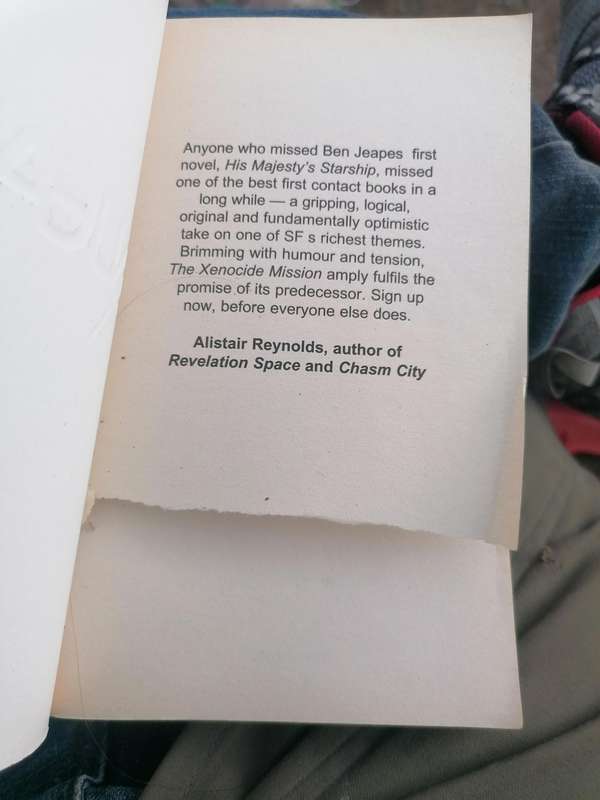 Anyone who missed Ben Jeapes first
novel, His Majesty's Starship, missed
one of the best first contact books in a
long while — a gripping, logical,
original and fundamentally optimistic
take on one of SF s richest themes.
Brimming with humour and tension,
The Xenocide Mission amply fulfils the
promise of its predecessor. Sign up
now, before everyone else does.
Alistair Reynolds, author of
Revelation Space and Chasm City